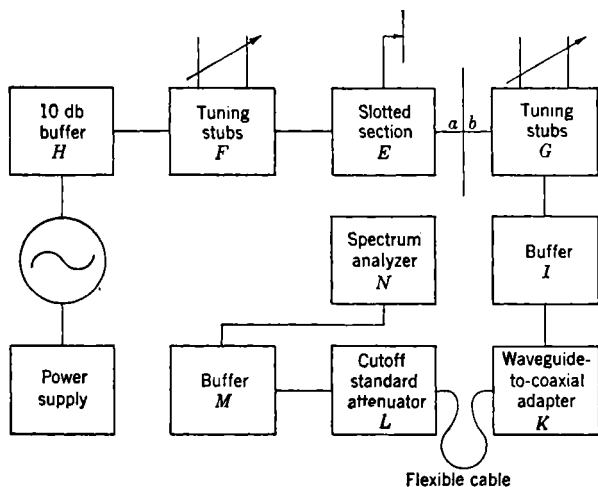 10 db
buffer
H
Tuning
stubs
F
Slotted
section
E
a b
Tuning
stubs
G
Spectrum
analyzer
N
Buffer
I
Power
supply
Buffer
M
Cutoff
standard
attenuator
L
Waveguide-
to-coaxial
adapter
K
Flexible cable